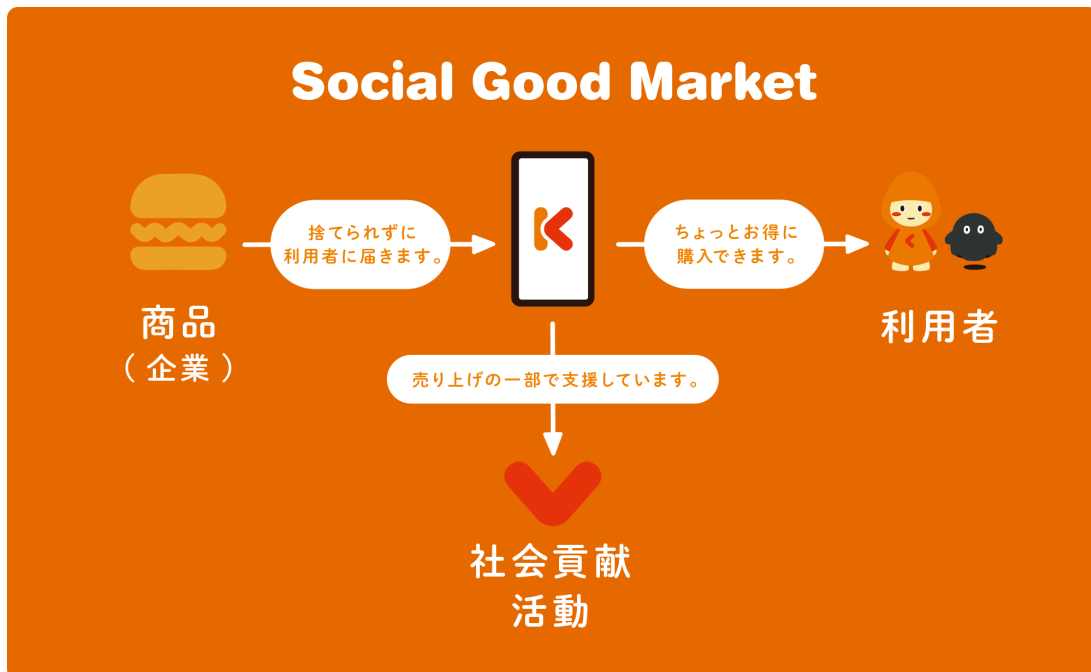 Social Good Market
捨てられずに
利用者に届きます。
ちょっとお得に
購入できます。
商品
（企業）
利用者
売り上げの一部で支援しています。
社会貢献
活動